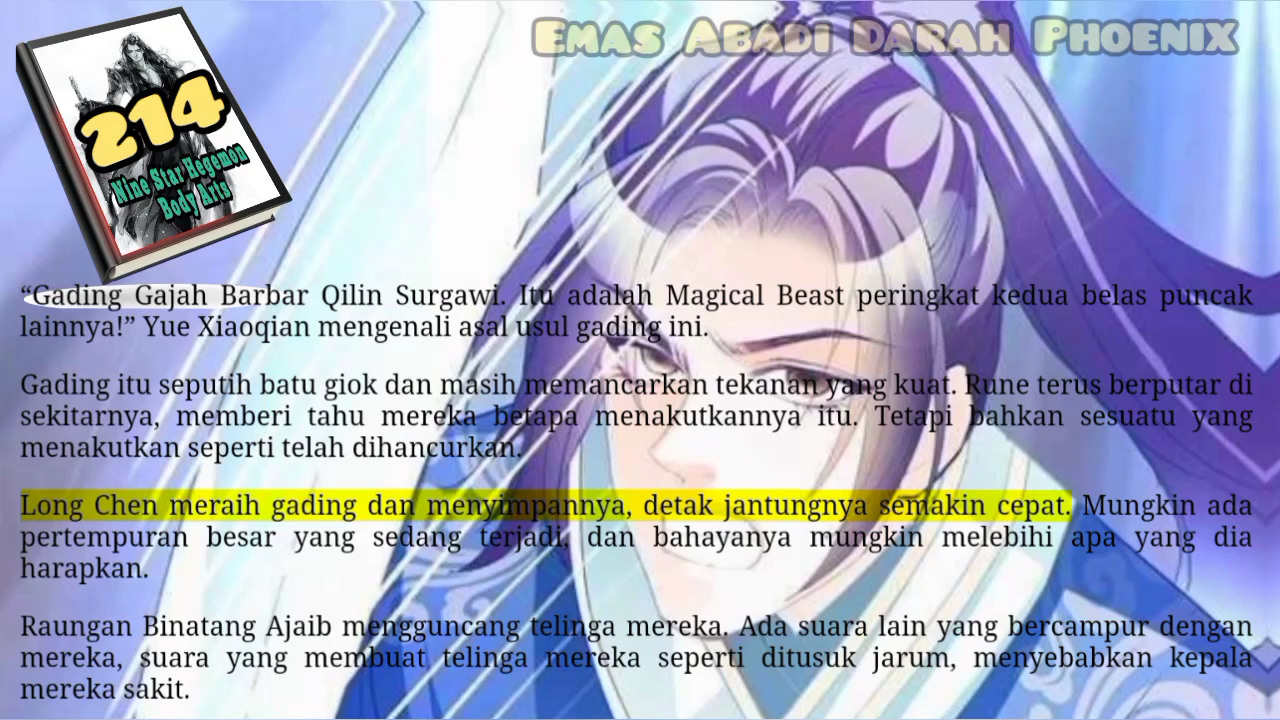 Emas Abadi Darah Phoenix
214
Nine Star Hegemon
Body Arts
“Gading Gajah Barbar Qilin Surgawi. Itu adalah Magical Beast peringkat kedua belas puncak
lainnya!” Yue Xiaoqian mengenali asal usul gading ini.
Gading itu seputih batu giok dan masih memancarkan tekanan yang kuat. Rune terus berputar di
sekitarnya, memberi tahu mereka betapa menakutkannya itu. Tetapi bahkan sesuatu yang
menakutkan seperti telah dihancurkan.
Long Chen meraih gading dan menyimpannya, detak jantungnya semakin cepat. Mungkin ada
pertempuran besar yang sedang terjadi, dan bahayanya mungkin melebihi apa yang dia
harapkan.
Raungan Binatang Ajaib mengguncang telinga mereka. Ada suara lain yang bercampur dengan
mereka, suara yang membuat telinga mereka seperti ditusuk jarum, menyebabkan kepala
mereka sakit.